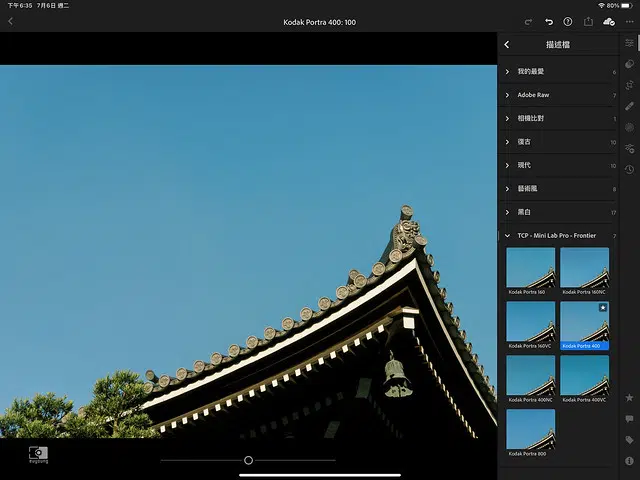 下午6:35 7月6日 週二
80%
Kodak Portra 400: 100
描述檔
我的最愛 6
Adobe Raw 7
相機比對 1
復古 10
現代 10
藝術風 8
黑白 17
TCP - Mini Lab Pro - Frontier 7
Kodak Portra 160
Kodak Portra 160NC
Kodak Portra 160VC
Kodak Portra 400
Kodak Portra 400NC
Kodak Portra 400VC
Kodak Portra 800